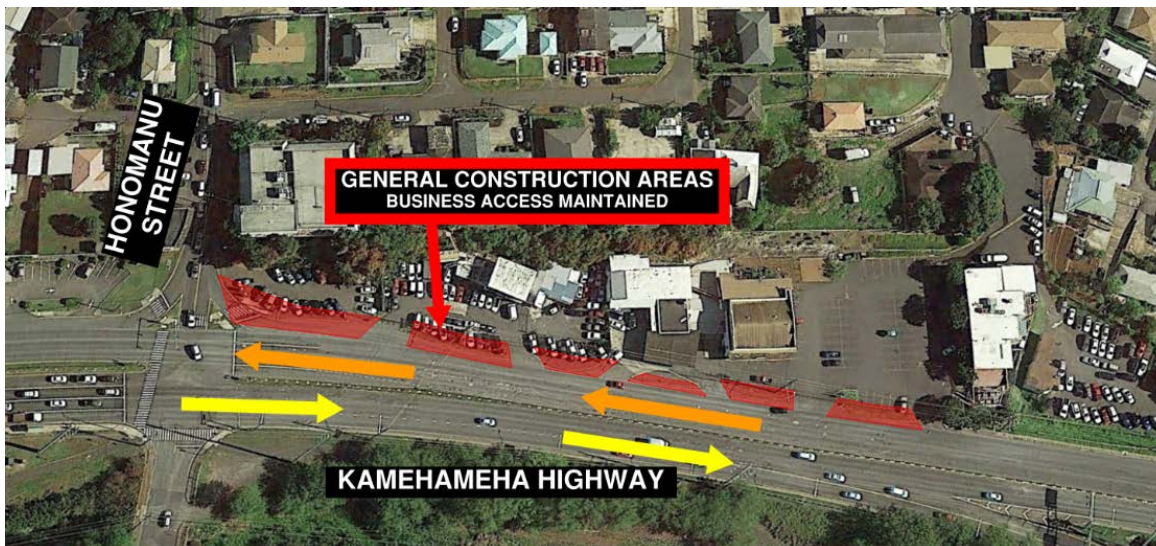 HONOMANU
STREET
GENERAL CONSTRUCTION AREAS
BUSINESS ACCESS MAINTAINED
KAMEHAMEHA HIGHWAY